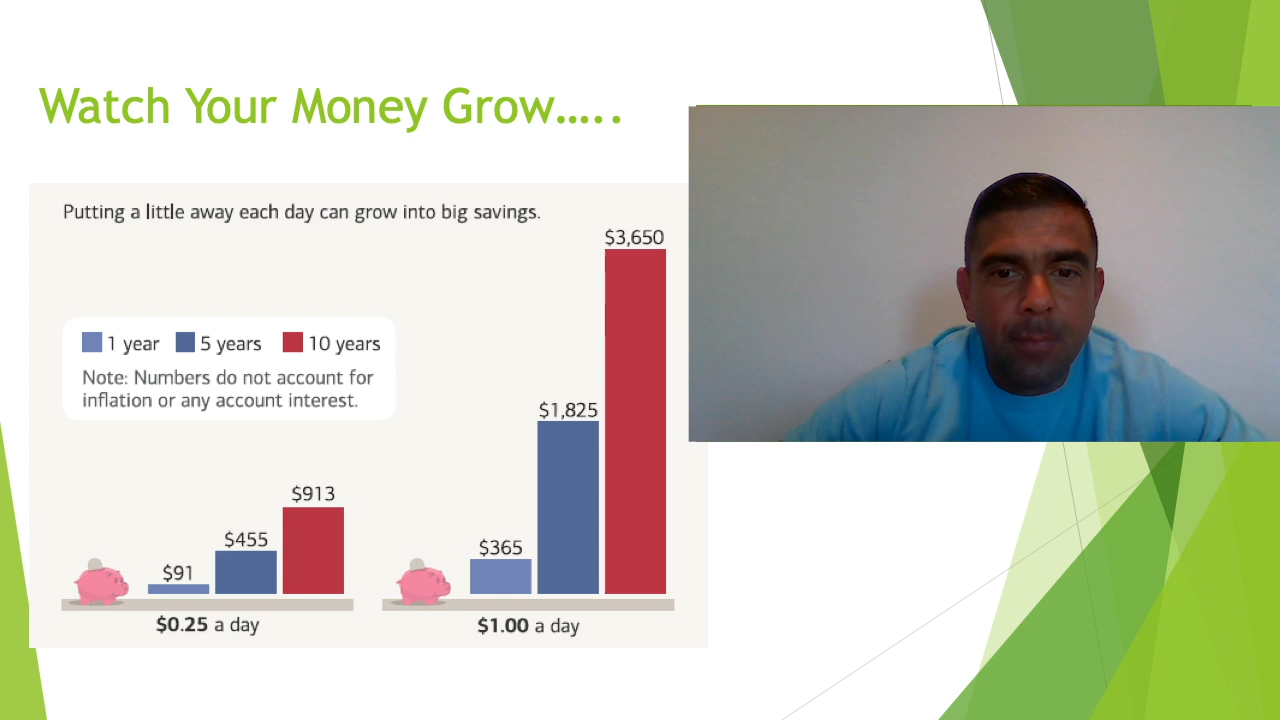 Watch Your Money Grow.....
Putting a little away each day can grow into big savings.
$3,650
1 year 5 years 10 years
Note: Numbers do not account for
inflation or any account interest.
$1,825
$913
$455
$365
$91
$0.25 a day
$1.00 a day